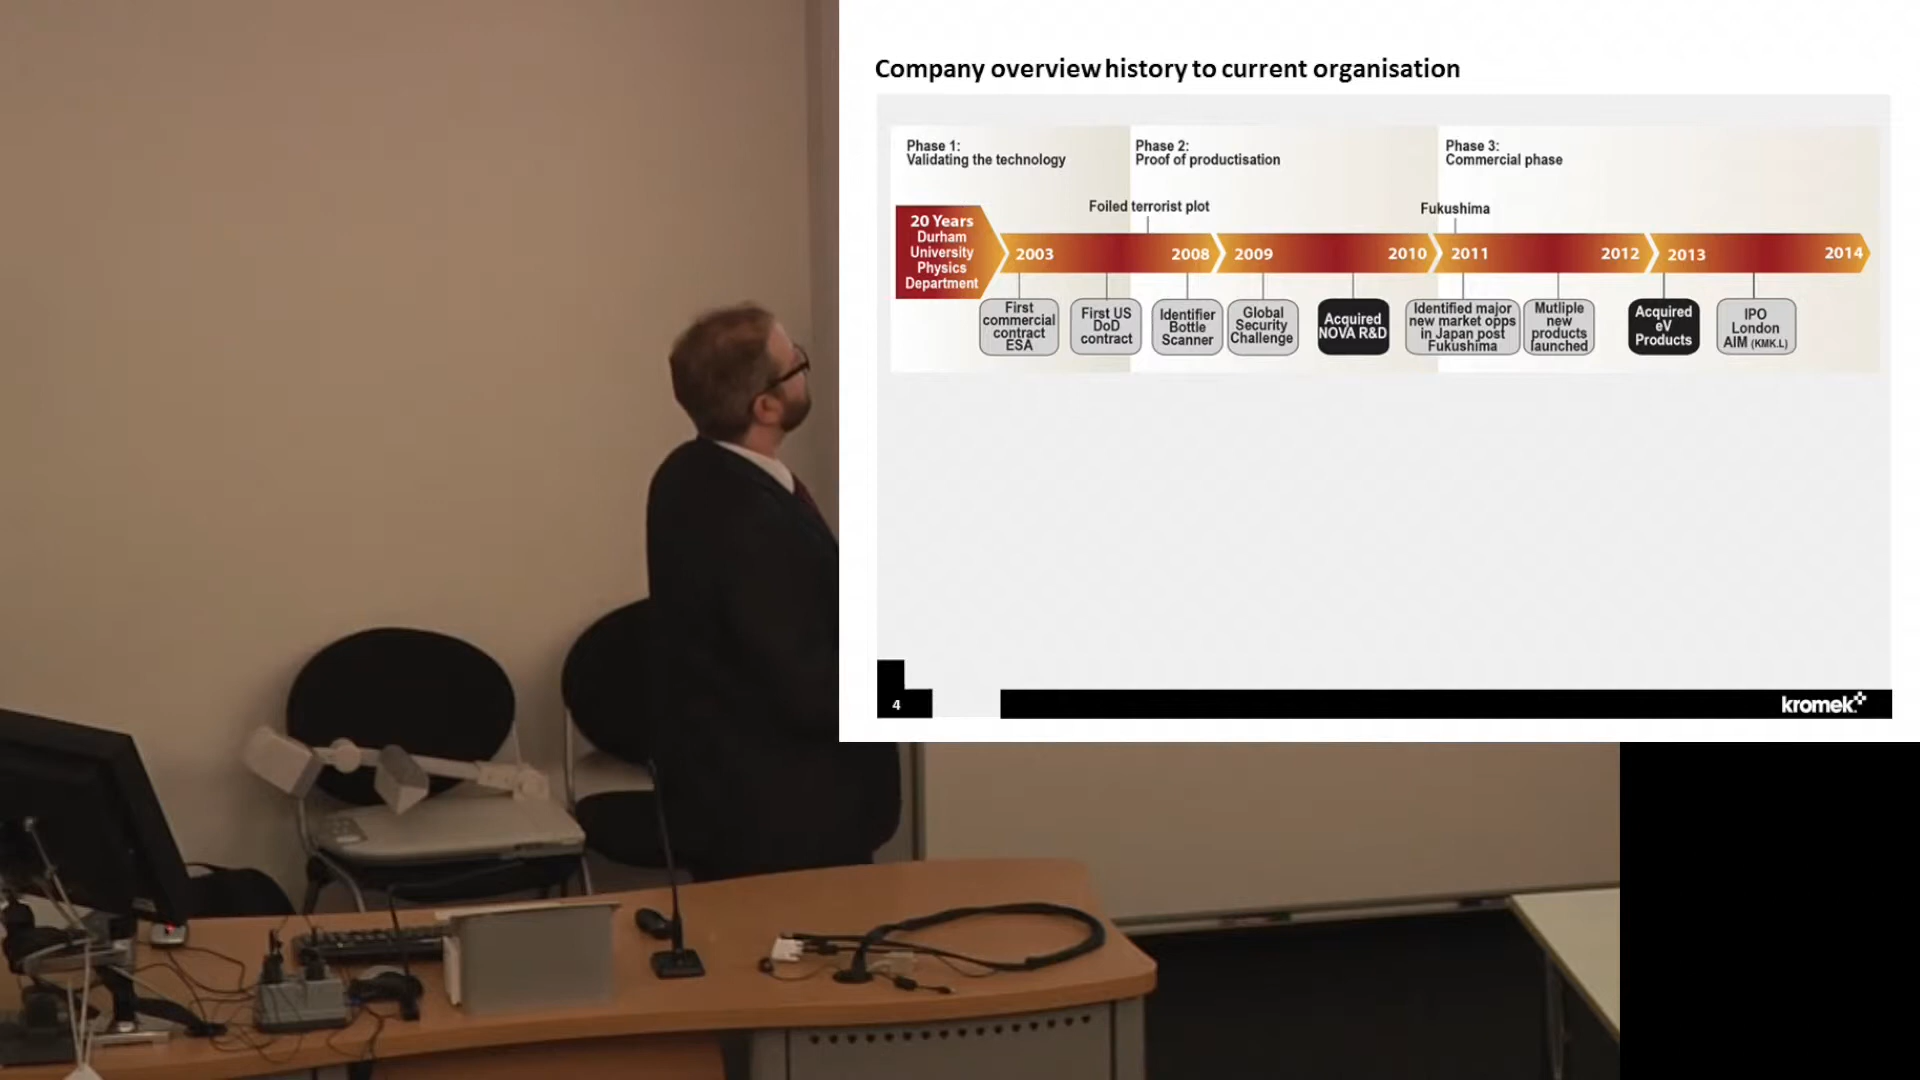 Company overview history to current organisation
Phase 1:
Validating the technology
Phase 2:
Proof of productisation
Phase 3:
Commercial phase
Foiled terrorist plot
Fukushima
20 Years
Durham
University
Physics
Department
2003
2008
2009
2010
2011
2012
2013
2014
First
commercial
contract
ESA
First US
DoD
contract
Identifier
Bottle
Scanner
Global
Security
Challenge
Acquired
NOVA R&D
Identified major
new market opps
in Japan post
Fukushima
Mutliple
new
products
launched
Acquired
eV
Products
IPO
London
AIM (KMK.L)
4
kromek